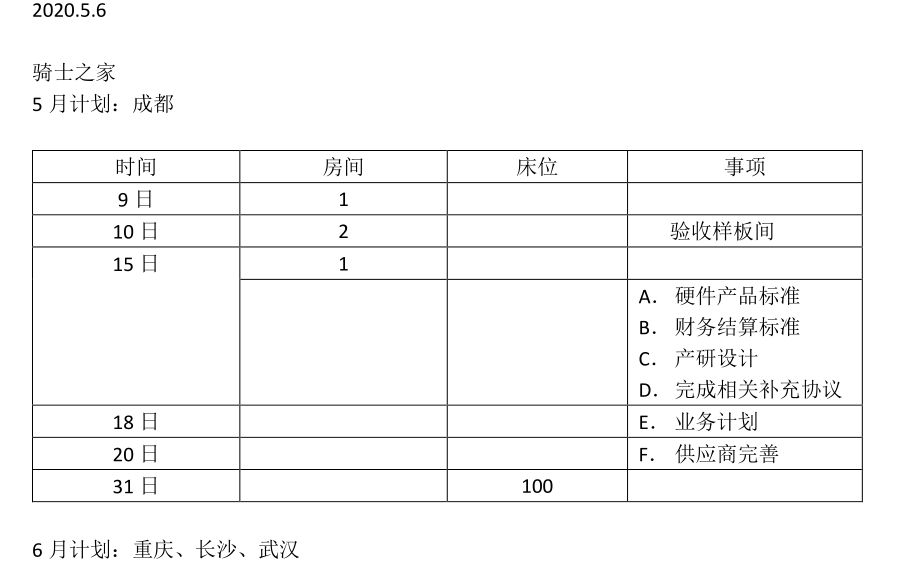 2020.5.6
骑士之家
5 月计划：成都
时间 房间 床位 事项
9 日 1
10 日 2 验收样板间
15 日 1
A. 硬件产品标准
B. 财务结算标准
C. 产研设计
D. 完成相关补充协议
18 日 E. 业务计划
20 日 F. 供应商完善
31 日 100
6 月计划：重庆、长沙、武汉